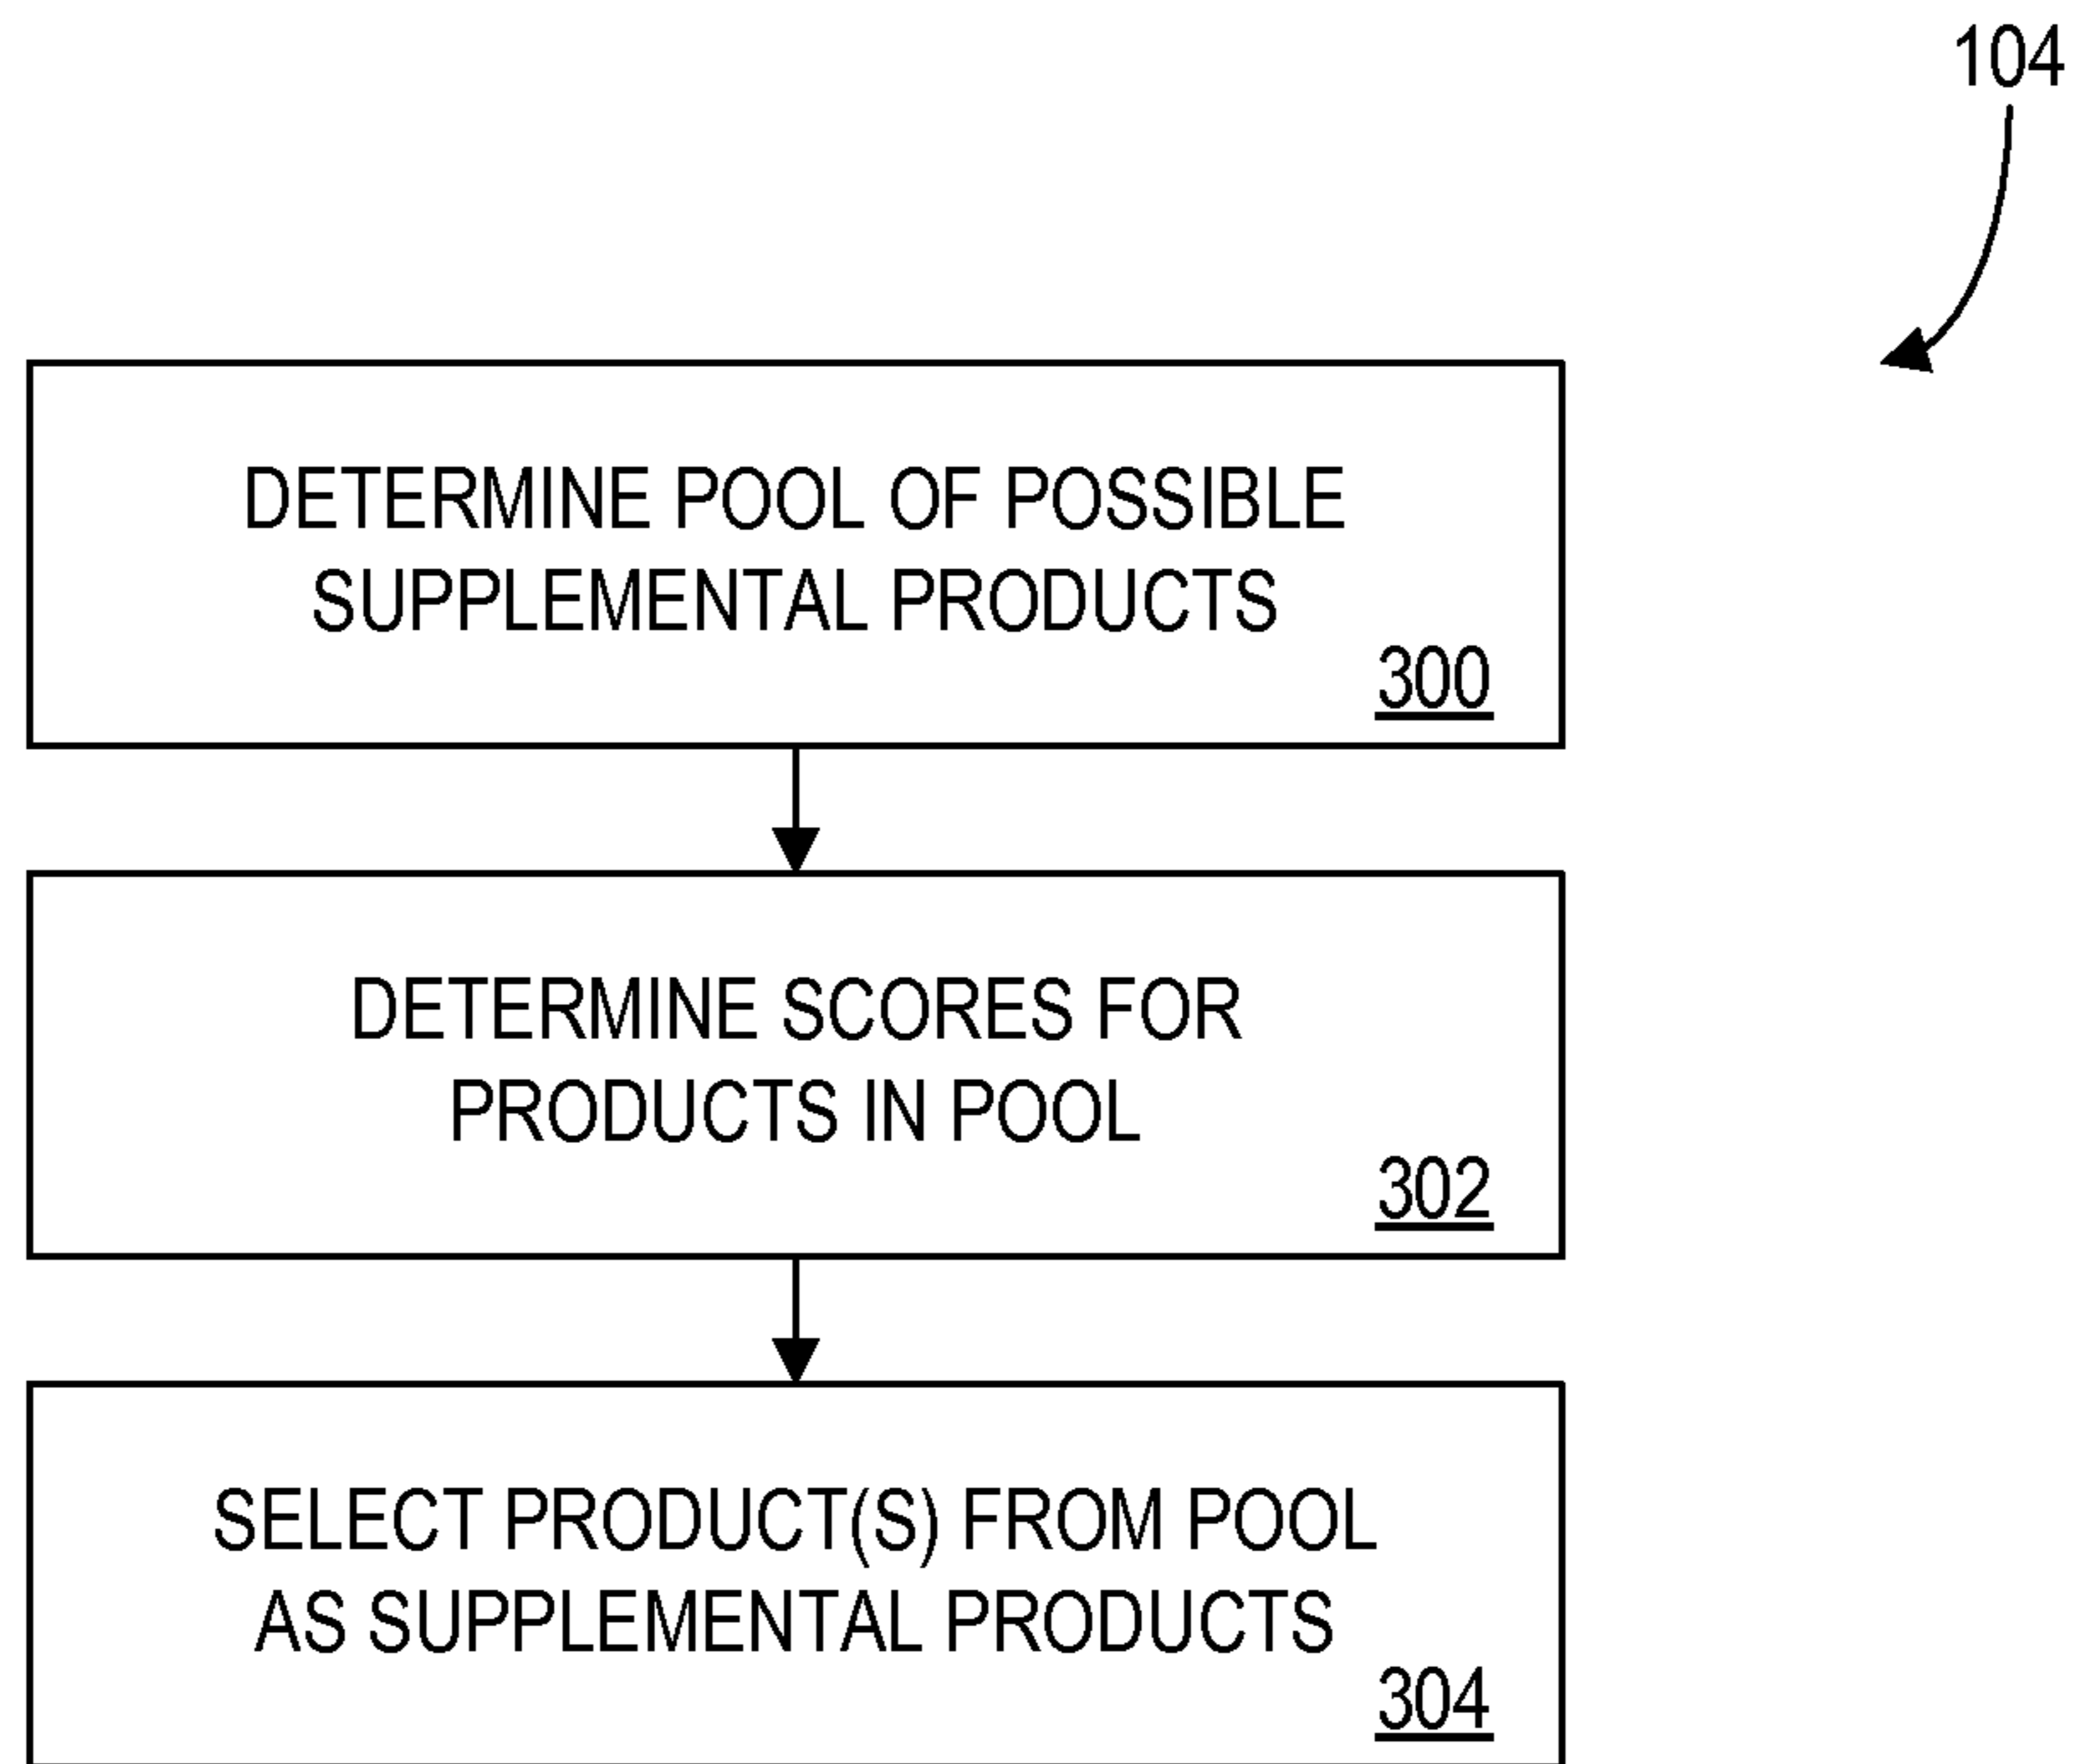 104
DETERMINE POOL OF POSSIBLE
SUPPLEMENTAL PRODUCTS
300
DETERMINE SCORES FOR
PRODUCTS IN POOL
302
SELECT PRODUCT(S) FROM POOL
AS SUPPLEMENTAL PRODUCTS
304